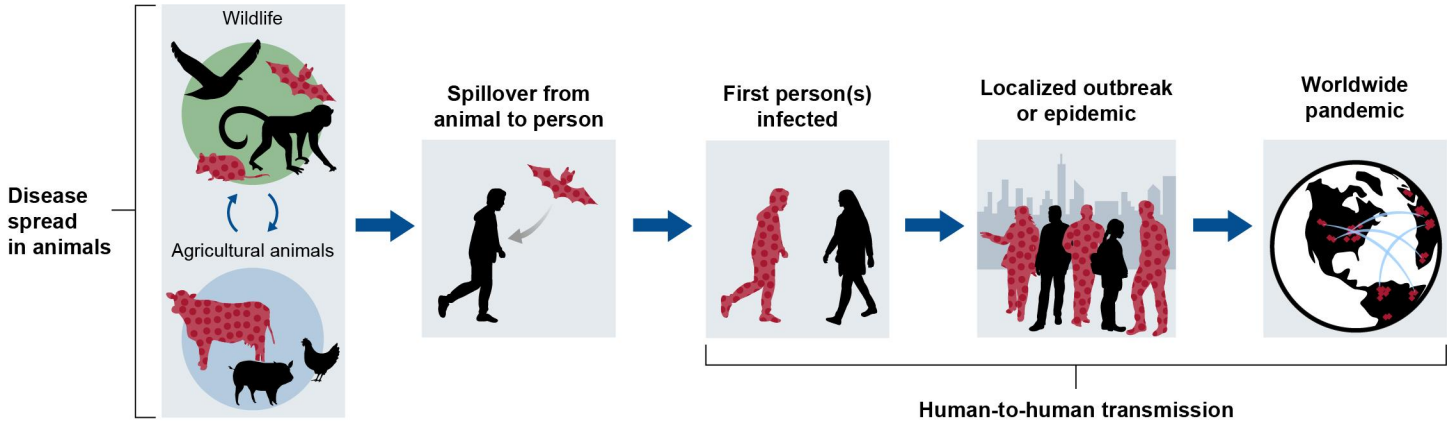 Disease
spread
in animals
Wildlife
Agricultural animals
Spillover from
animal to person
First person(s)
infected
Localized outbreak
or epidemic
Worldwide
pandemic
Human-to-human transmission